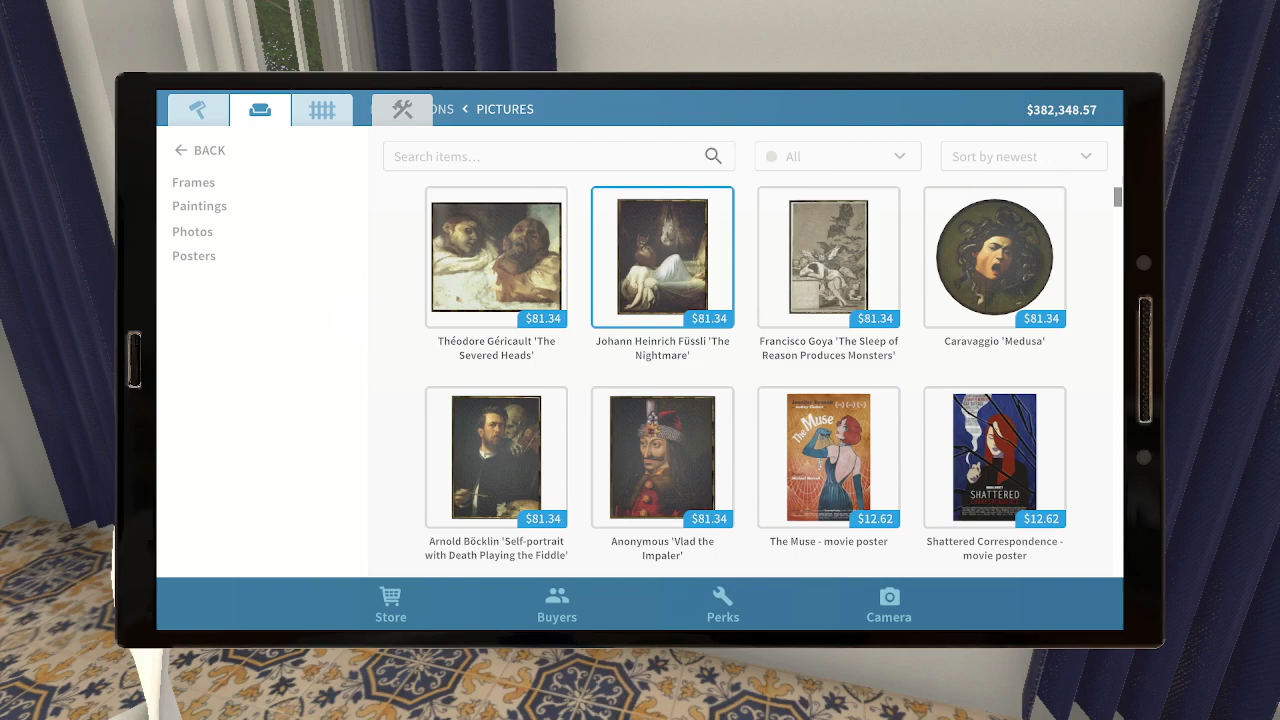 ONS < PICTURES
$382,348.57
BACK
Frames
Paintings
Photos
Posters
Search items...
All
Sort by newest
$81.34
$81.34
$81.34
$81.34
Théodore Géricault 'The
Severed Heads'
Johann Heinrich Füssli 'The
Nightmare'
Francisco Goya 'The Sleep of
Reason Produces Monsters'
Caravaggio 'Medusa'
The Muse
SHATTERED
$81.34
$81.34
$12.62
$12.62
Arnold Böcklin 'Self-portrait
with Death Playing the Fiddle'
Anonymous 'Vlad the
Impaler'
The Muse - movie poster
Shattered Correspondence -
movie poster
Store
Buyers
Perks
Camera